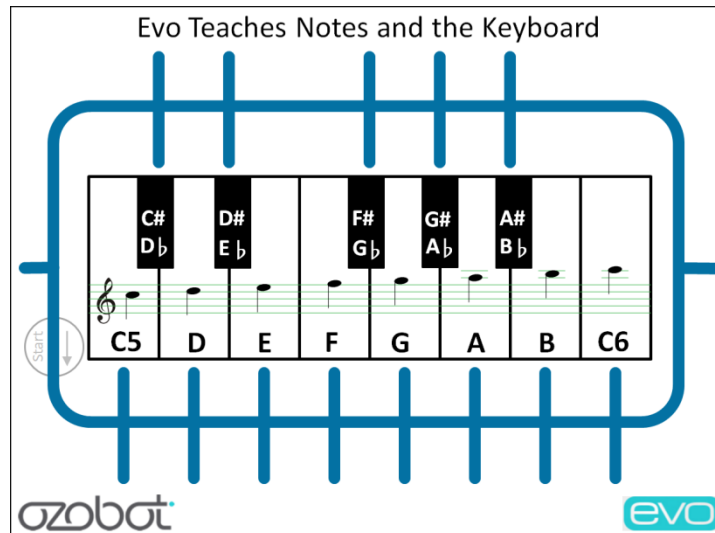 Evo Teaches Notes and the Keyboard
C# D# F# G# A#
D♭ E♭ G♭ A♭ B♭
Start
C5 D E F G A B C6
ozobot
evo